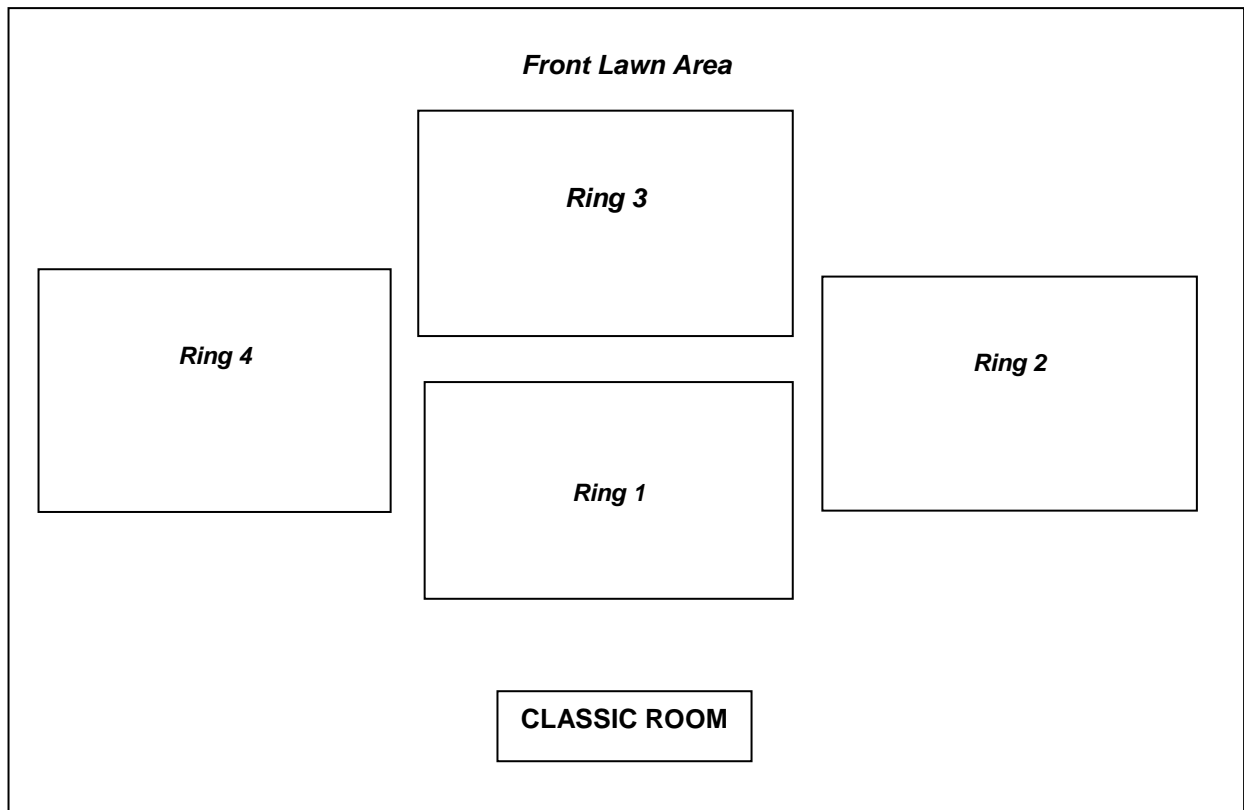 Front Lawn Area
Ring 3
Ring 4
Ring 2
Ring 1
CLASSIC ROOM